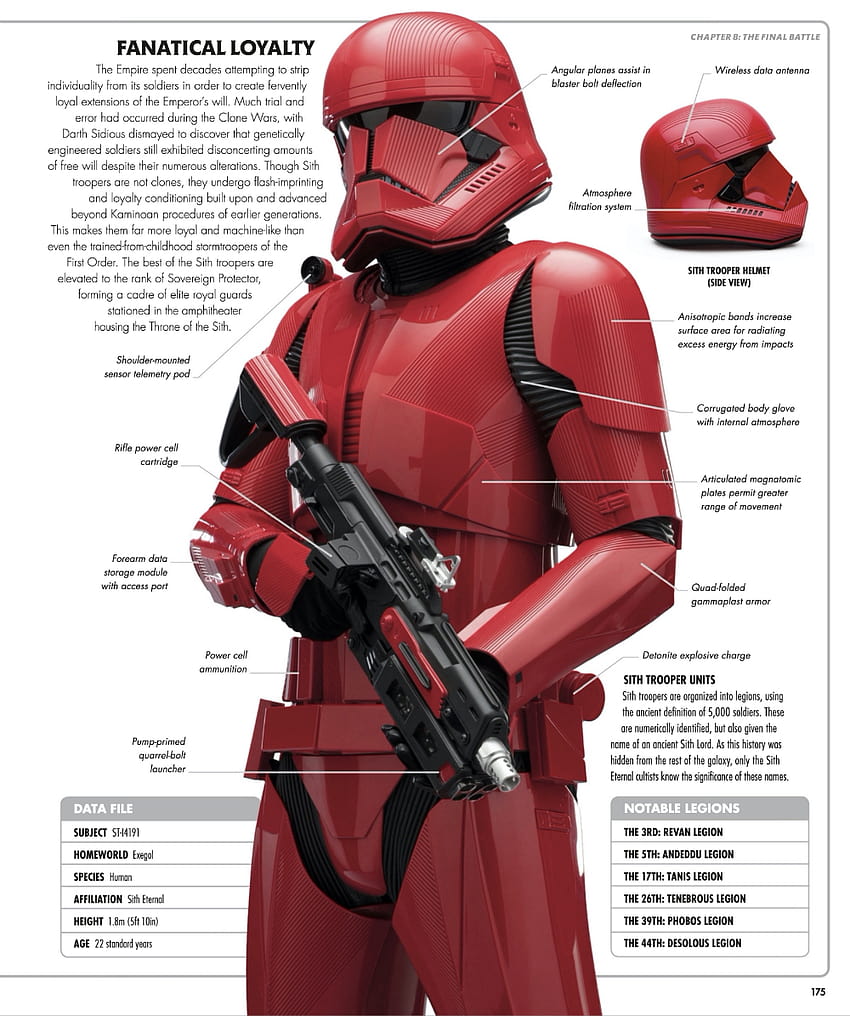 CHAPTER 8: THE FINAL BATTLE
FANATICAL LOYALTY
The Empire spent decades attempting to strip
individuality from its soldiers in order to create fervently
loyal extensions of the Emperor's will. Much trial and
error had occurred during the Clone Wars, with
Darth Sidious dismayed to discover that genetically
engineered soldiers still exhibited disconcerting amounts
of free will despite their numerous alterations. Though Sith
troopers are not clones, they undergo flash-imprinting
and loyalty conditioning built upon and advanced
beyond Kaminoan procedures of earlier generations.
This makes them far more loyal and machine-like than
even the trained-from-childhood stormtroopers of the
First Order. The best of the Sith troopers are
elevated to the rank of Sovereign Protector,
forming a cadre of elite royal guards
stationed in the amphitheater
housing the Throne of the Sith.
Angular planes assist in
blaster bolt deflection
Wireless data antenna
Atmosphere
filtration system
SITH TROOPER HELMET
(SIDE VIEW)
Anisotropic bands increase
surface area for radiating
excess energy from impacts
Shoulder-mounted
sensor telemetry pod
Corrugated body glove
with internal atmosphere
Rifle power cell
cartridge
Articulated magnatomic
plates permit greater
range of movement
Forearm data
storage module
with access port
Quad-folded
gammaplast armor
Power cell
ammunition
Detonite explosive charge
SITH TROOPER UNITS
Sith troopers are organized into legions, using
the ancient definition of 5,000 soldiers. These
are numerically identified, but also given the
name of an ancient Sith Lord. As this history was
hidden from the rest of the galaxy, only the Sith
Eternal cultists know the significance of these names.
Pump-primed
quarrel-bolt
launcher
DATA FILE
SUBJECT ST-I4191
HOMEWORLD Exegol
SPECIES Human
AFFILIATION Sith Eternal
HEIGHT 1.8m (5ft 10in)
AGE 22 standard years
NOTABLE LEGIONS
THE 3RD: REVAN LEGION
THE 5TH: ANDEDDU LEGION
THE 17TH: TANIS LEGION
THE 26TH: TENEBROUS LEGION
THE 39TH: PHOBOS LEGION
THE 44TH: DESOLOUS LEGION
175